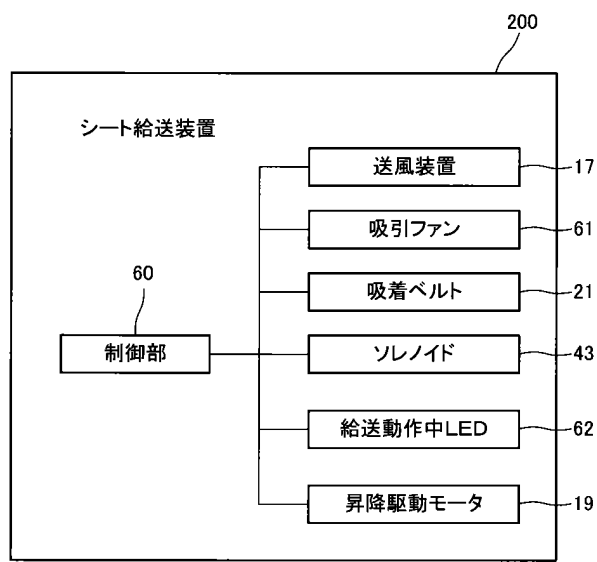 200
シート給送装置
送風装置
17
吸引ファン
61
60
吸着ベルト
21
制御部
ソレノイド
43
給送動作中LED
62
昇降駆動モータ
19